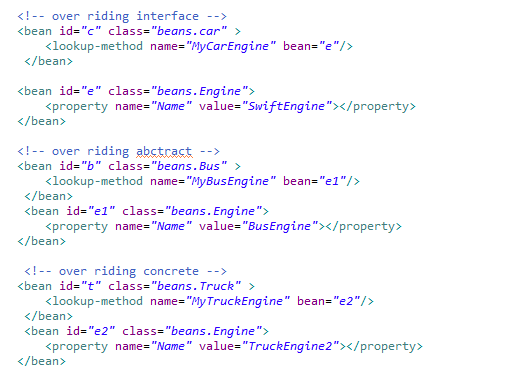 <!-- over riding interface -->
<bean id="c" class="beans.car" >
<lookup-method name="MyCarEngine" bean="e"/>
</bean>
<bean id="e" class="beans.Engine">
<property name="Name" value="SwiftEngine"></property>
</bean>
<!-- over riding abctract -->
<bean id="b" class="beans.Bus" >
<lookup-method name="MyBusEngine" bean="e1"/>
</bean>
<bean id="e1" class="beans.Engine">
<property name="Name" value="BusEngine"></property>
</bean>
<!-- over riding concrete -->
<bean id="t" class="beans.Truck" >
<lookup-method name="MyTruckEngine" bean="e2"/>
</bean>
<bean id="e2" class="beans.Engine">
<property name="Name" value="TruckEngine2"></property>
</bean>